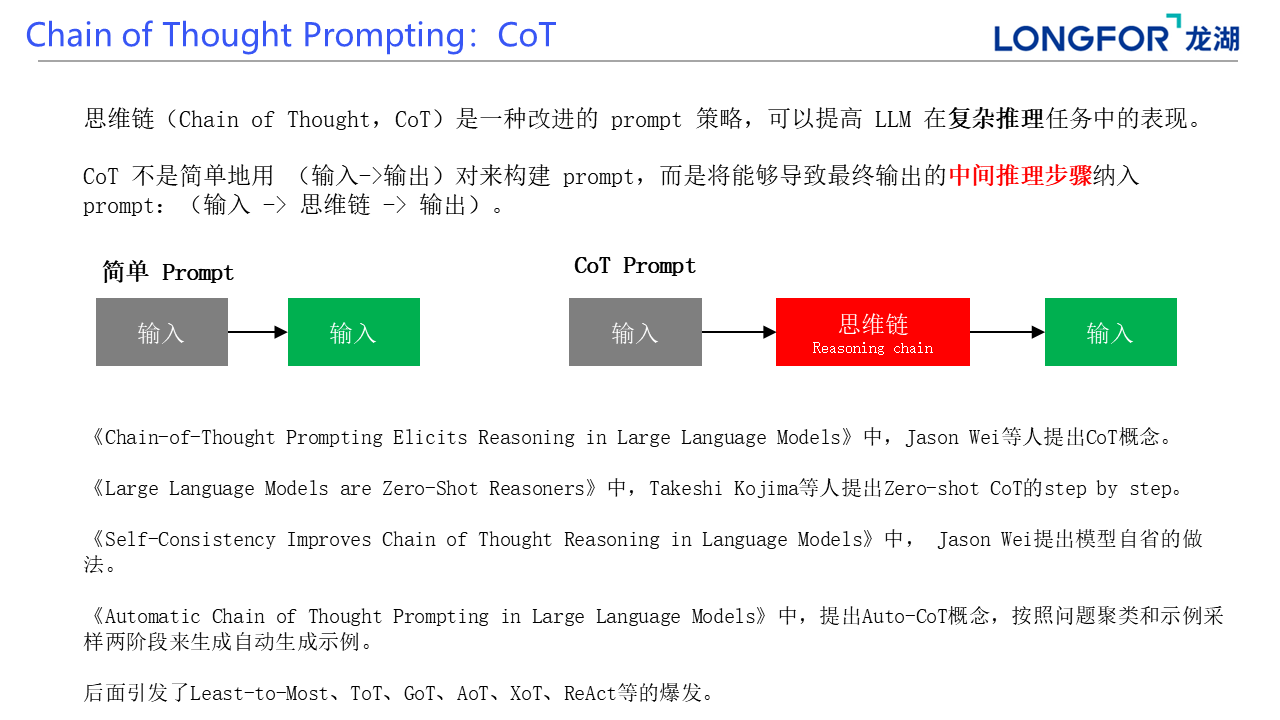 Chain of Thought Prompting：CoT
LONGFOR 龙湖
思维链（Chain of Thought，CoT）是一种改进的 prompt 策略，可以提高 LLM 在复杂推理任务中的表现。
CoT 不是简单地用 （输入->输出）对来构建 prompt，而是将能够导致最终输出的中间推理步骤纳入
prompt：（输入 -> 思维链 -> 输出）。
简单 Prompt
输入
输入
CoT Prompt
输入
思维链
Reasoning chain
输入
《Chain-of-Thought Prompting Elicits Reasoning in Large Language Models》中，Jason Wei等人提出CoT概念。
《Large Language Models are Zero-Shot Reasoners》中，Takeshi Kojima等人提出Zero-shot CoT的step by step。
《Self-Consistency Improves Chain of Thought Reasoning in Language Models》中， Jason Wei提出模型自省的做
法。
《Automatic Chain of Thought Prompting in Large Language Models》中，提出Auto-CoT概念，按照问题聚类和示例采
样两阶段来生成自动生成示例。
后面引发了Least-to-Most、ToT、GoT、AoT、XoT、ReAct等的爆发。